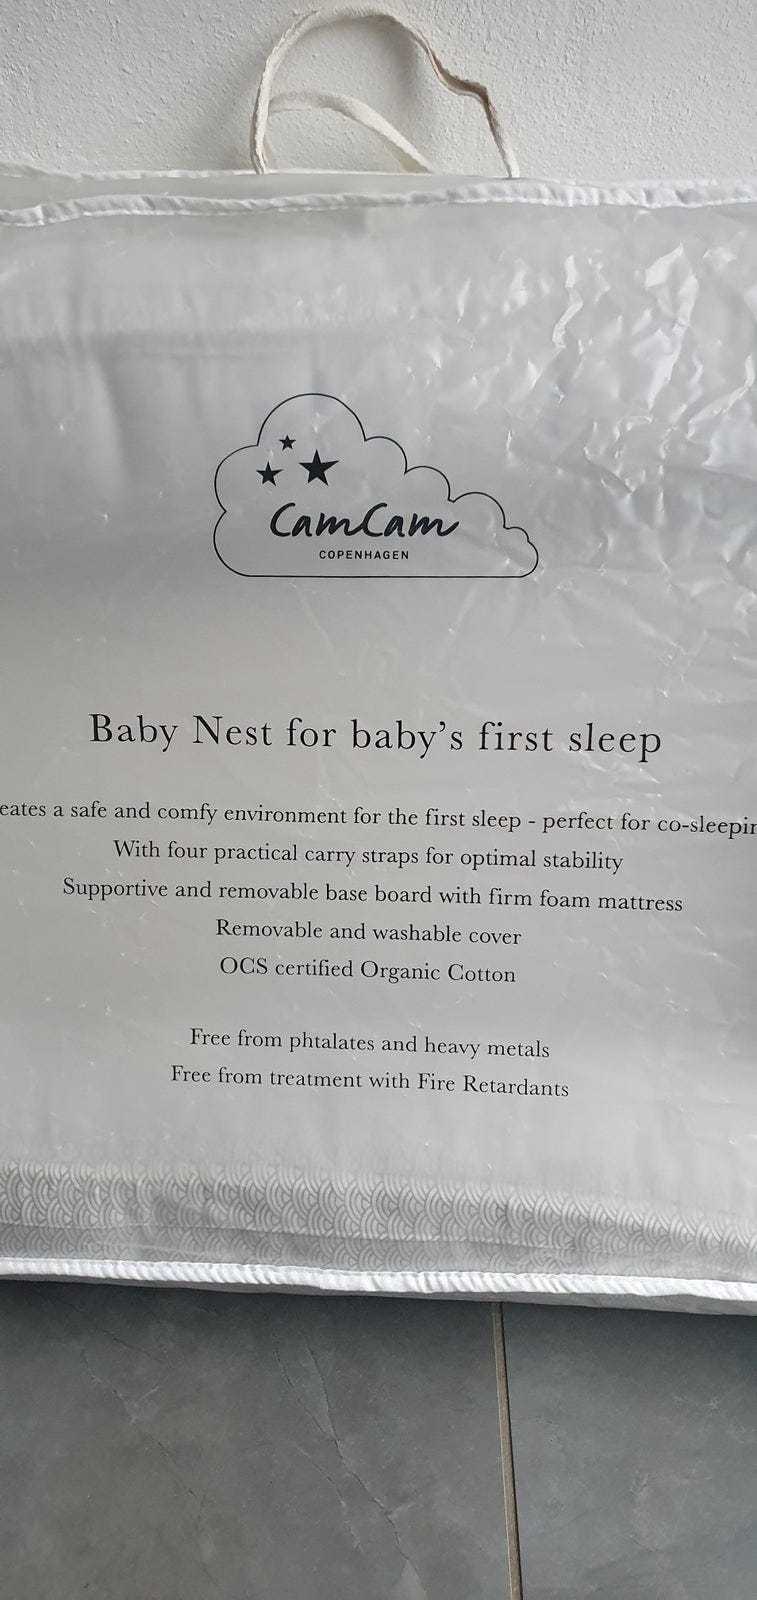 CamCam
COPENHAGEN
Baby Nest for baby's first sleep
a safe and comfy environment for the first sleep - perfect for
With four practical carry straps for optimal stability
Supportive and removable base board with firm foam mattress
Removable and washable cover
OCS certified Organic Cotton
Free from phtalates and heavy metals
Free from treatment with Fire Retardants